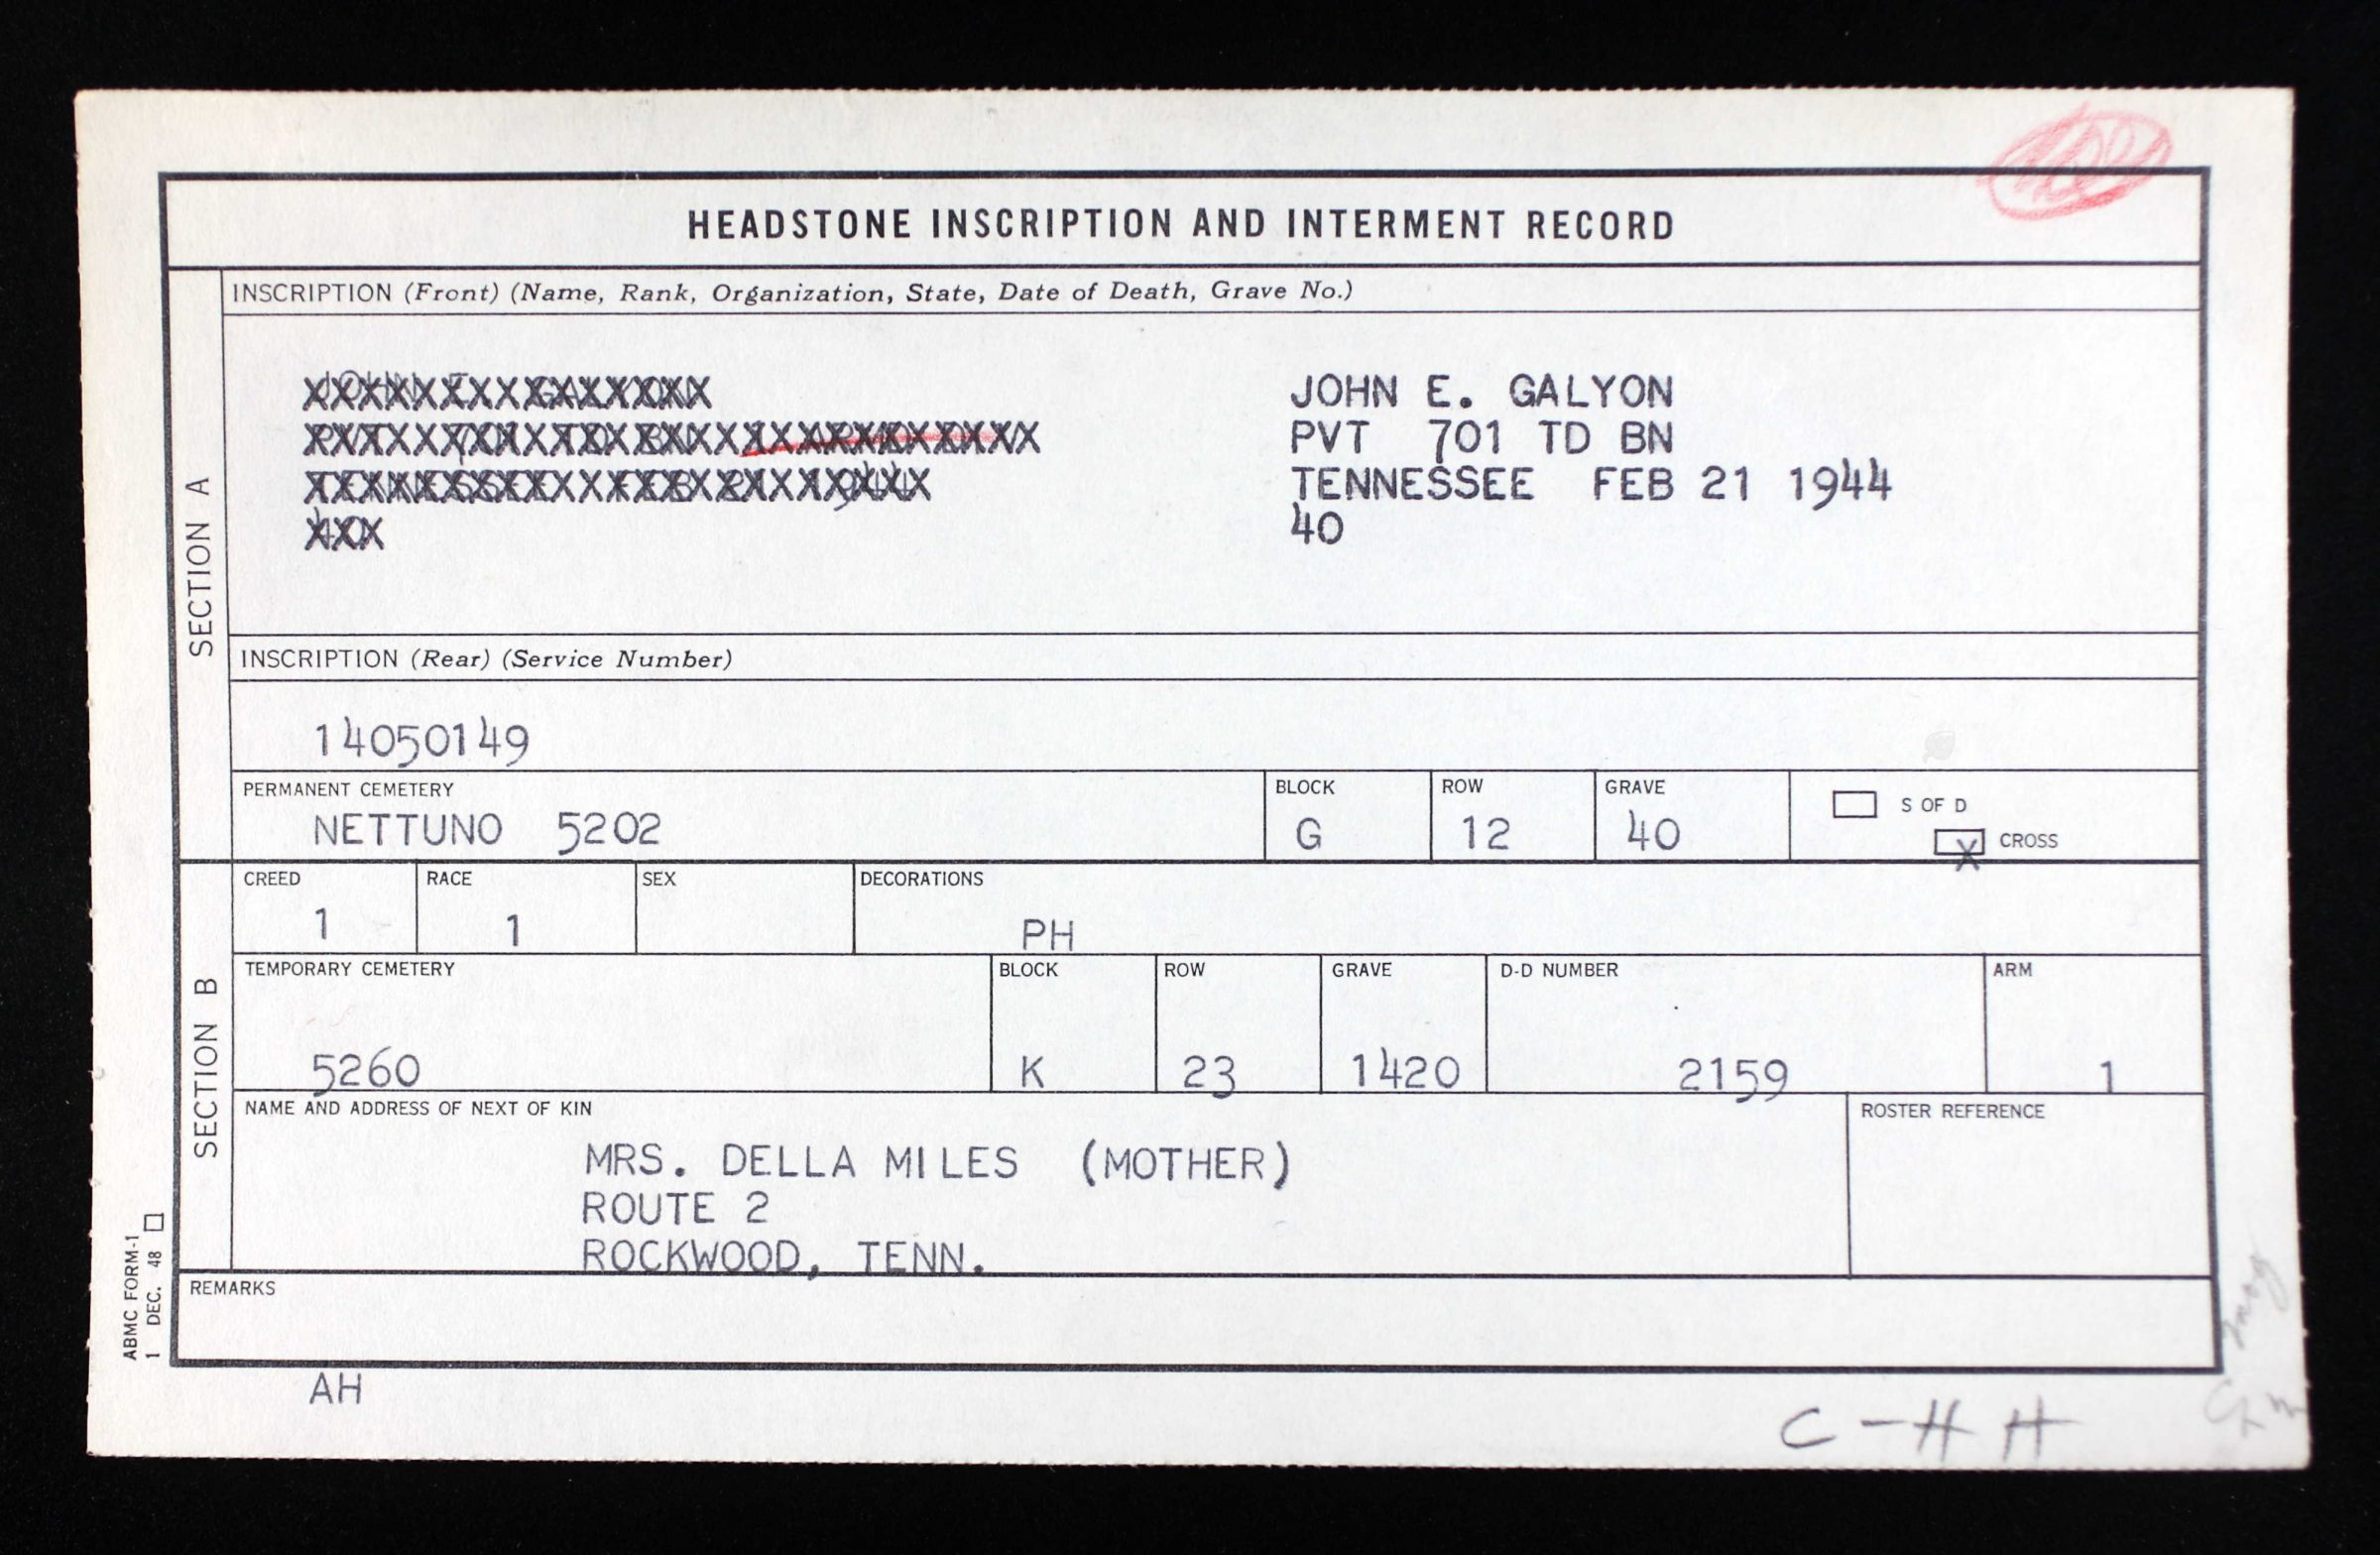 HEADSTONE INSCRIPTION AND INTERMENT RECORD
SECTION A
INSCRIPTION (Front) (Name, Rank, Organization, State, Date of Death, Grave No.)
JOHN E. GALYON
PVT 701 TD BN
TENNESSEE FEB 21 1944
40
INSCRIPTION (Rear) (Service Number)
14050149
PERMANENT CEMETERY BLOCK ROW GRAVE
NETTUNO 5202 G 12 40
S OF D
X CROSS
SECTION B
CREED RACE SEX DECORATIONS
1 1 PH
TEMPORARY CEMETERY BLOCK ROW GRAVE D-D NUMBER ARM
5260 K 23 1420 2159 1
NAME AND ADDRESS OF NEXT OF KIN ROSTER REFERENCE
MRS. DELLA MILES (MOTHER)
ROUTE 2
ROCKWOOD, TENN.
REMARKS
ABMC FORM-1
1 DEC. 48
AH
C-HH